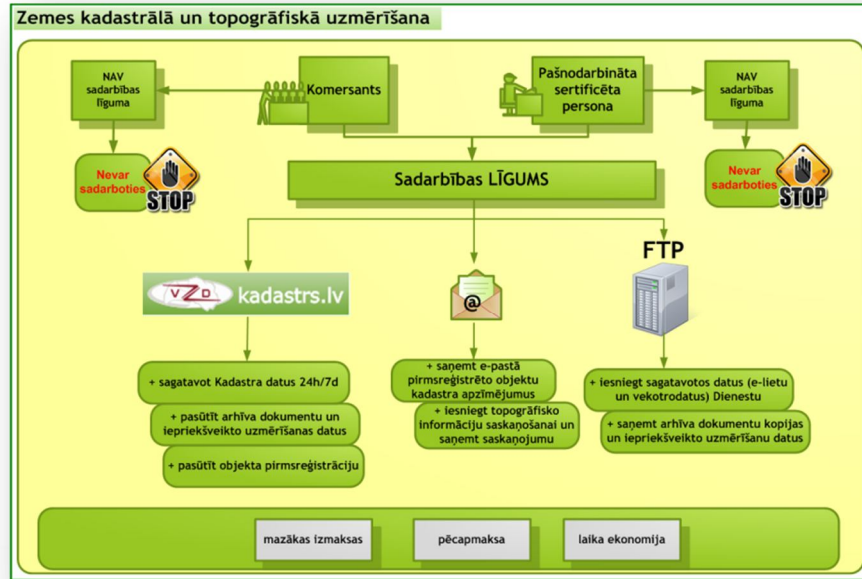 Zemes kadastrālā un topogrāfiskā uzmērīšana
NAV
sadarbības
līguma
Komersants
Pašnodarbināta
sertificēta
persona
NAV
sadarbības
līguma
Nevar
sadarboties
STOP
Nevar
sadarboties
STOP
Sadarbības LĪGUMS
VZD kadastrs.lv
@
FTP
+ sagatavot Kadastra datus 24h/7d
+ pasūtīt arhīva dokumentu un
iepriekšveikto uzmērīšanas datus
+ pasūtīt objekta pirmsreģistrāciju
+ saņemt e-pastā
pirmsreģistrēto objektu
kadastra apzīmējumus
+ iesniegt topogrāfisko
informāciju saskaņošanai un
saņemt saskaņojumu
+ iesniegt sagatavotos datus (e-lietu
un vekotrodatus) Dienestu
+ saņemt arhīva dokumentu kopijas
un iepriekšveikto uzmērīšanu datus
mazākas izmaksas
pēcapmaksa
laika ekonomija